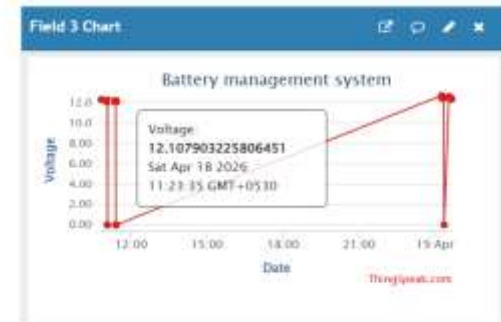 Field 3 Chart
Battery management system
Voltage
12.0
10.0
8.00
6.00
4.00
2.00
0.00
Voltage:
12.107903225806451
Sat Apr 18 2026
11:23:35 GMT+0530
12:00
15:00
18:00
21:00
19 Apr
Date
ThingSpeak.com